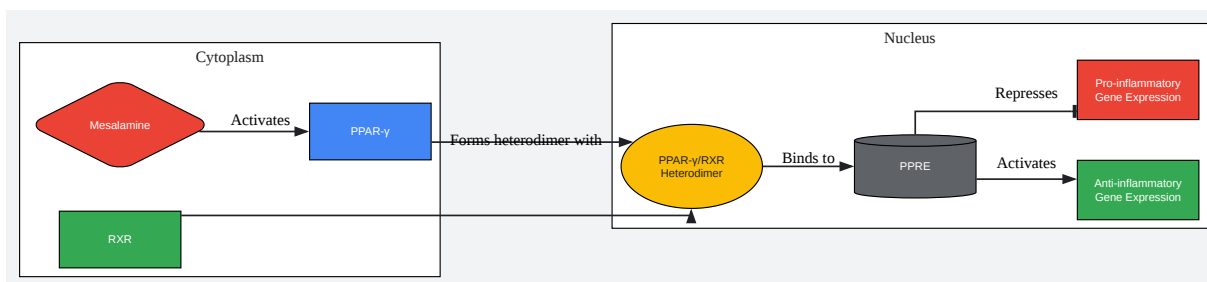 Cytoplasm
Mesalamine
Activates
PPAR-γ
RXR
Forms heterodimer with
Nucleus
PPAR-γ/RXR
Heterodimer
Binds to
PPRE
Represses
Pro-inflammatory
Gene Expression
Activates
Anti-inflammatory
Gene Expression